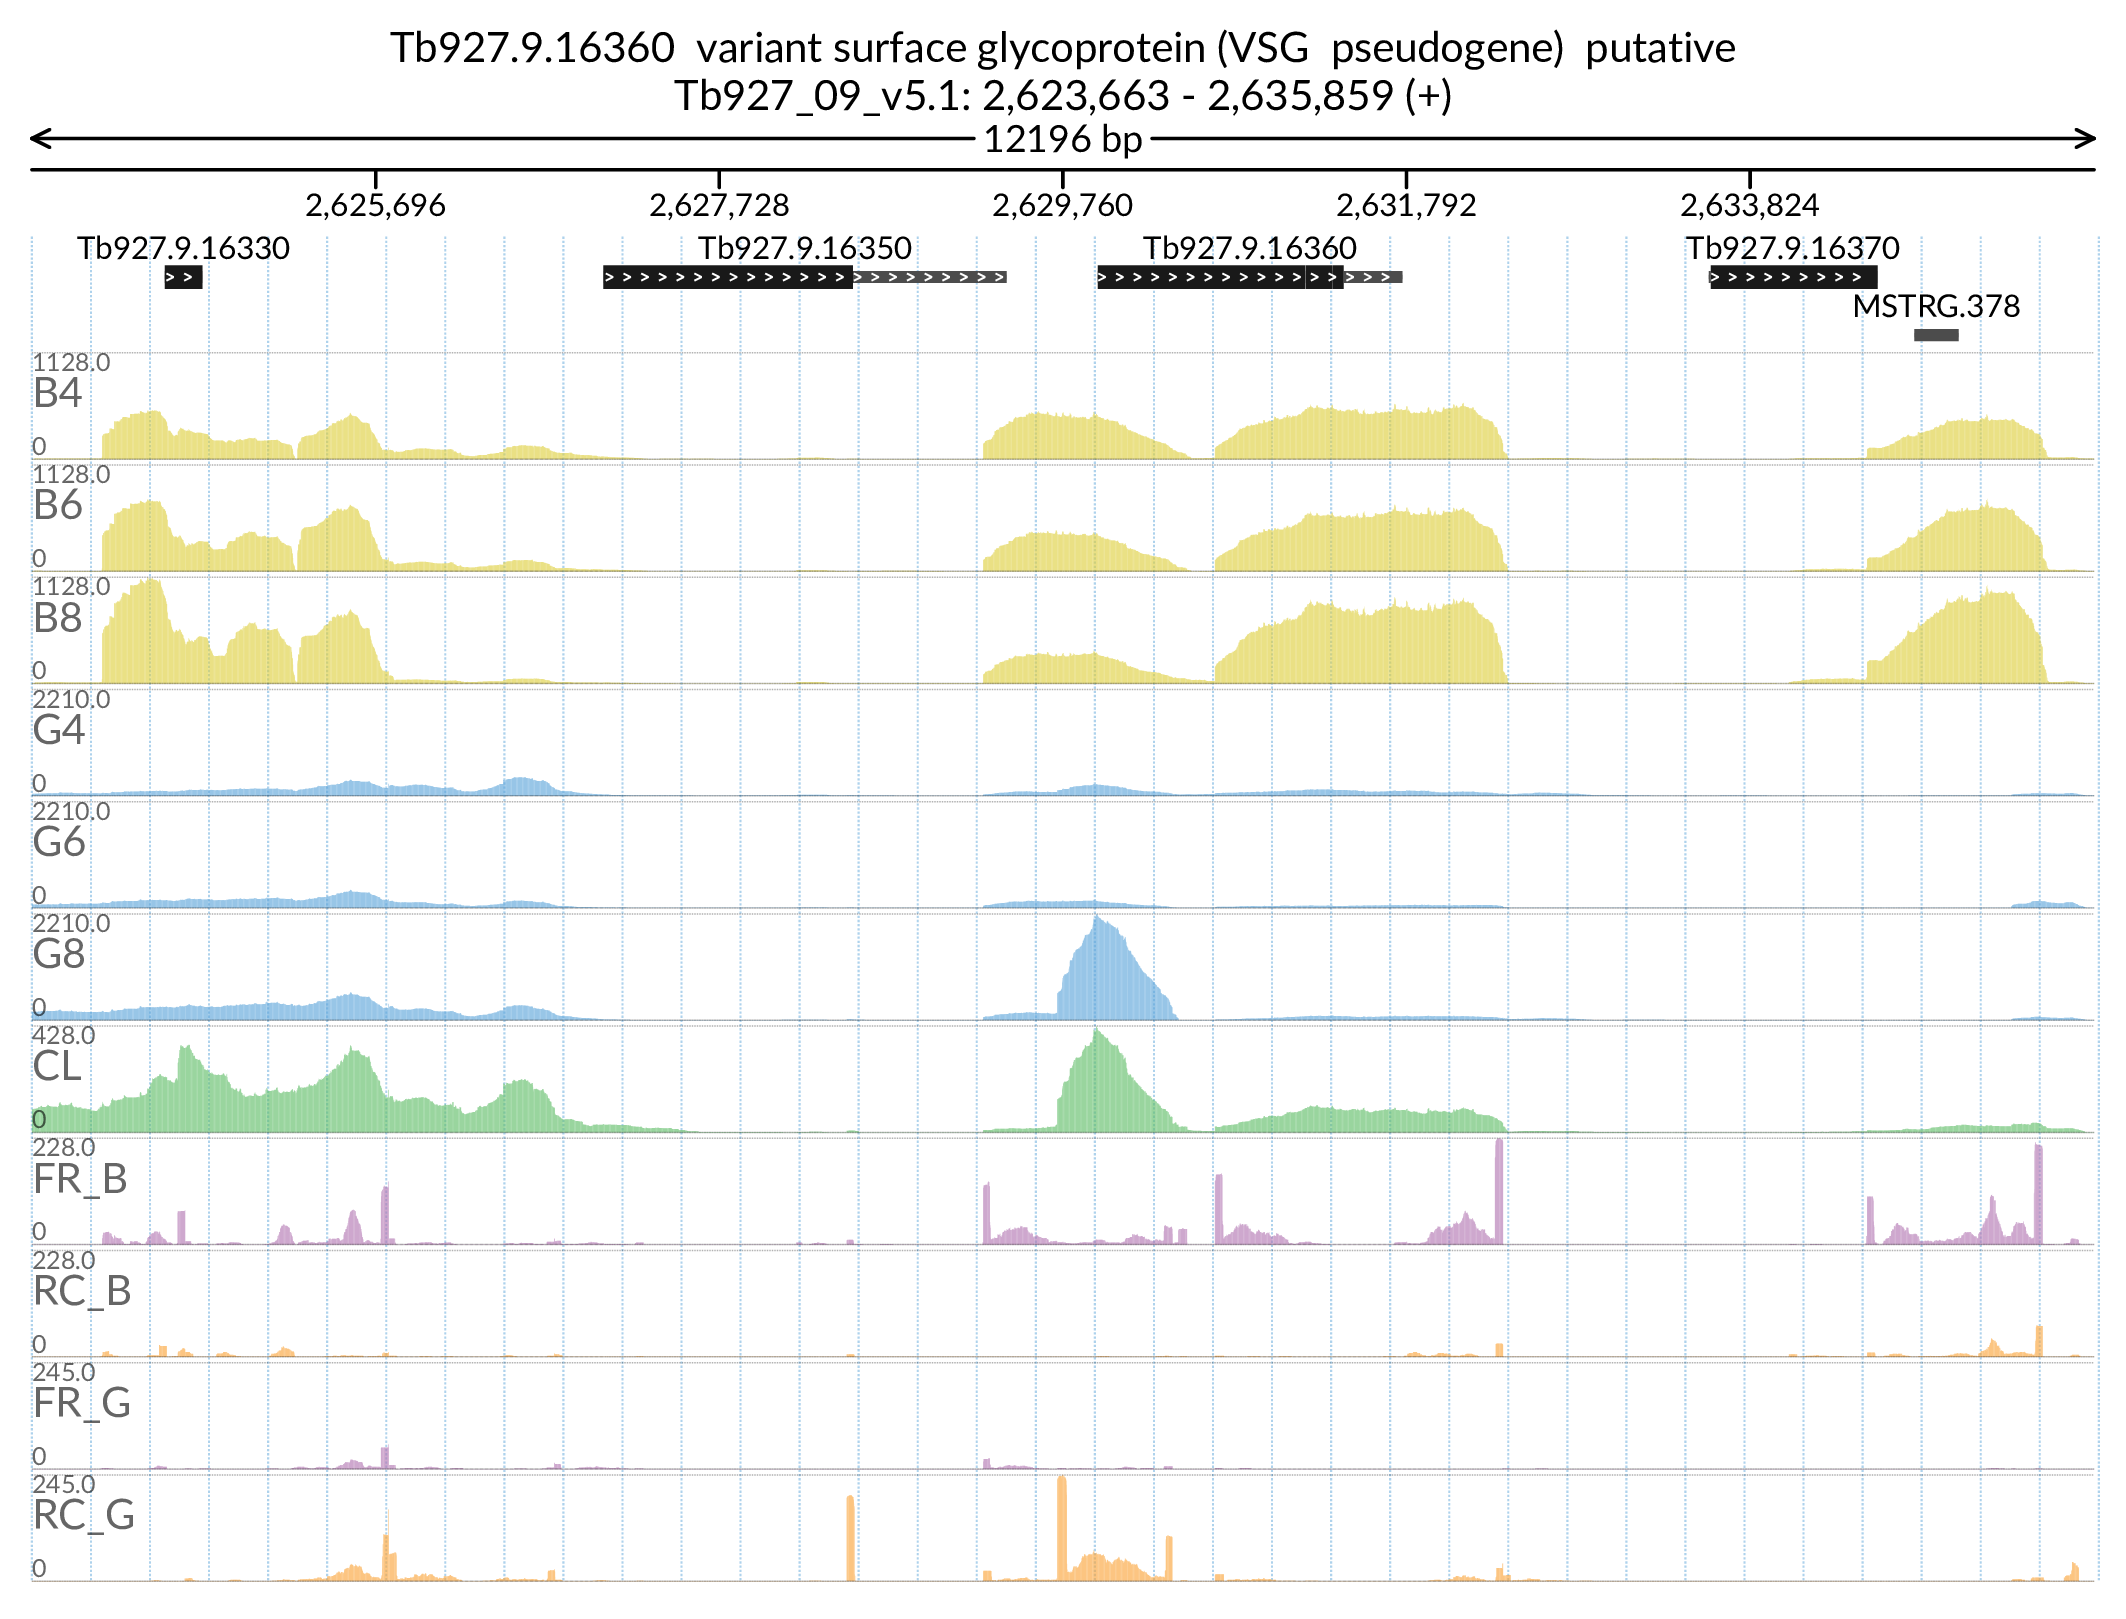 Tb927.9.16360  variant surface glycoprotein (VSG  pseudogene)  putative
Tb927_09_v5.1: 2,623,663 - 2,635,859 (+)
12196 bp
2,625,696 2,627,728 2,629,760 2,631,792 2,633,824
Tb927.9.16330 Tb927.9.16350 Tb927.9.16360 Tb927.9.16370
MSTRG.378
1128.0
B4
0
1128.0
B6
0
1128.0
B8
0
2210.0
G4
0
2210.0
G6
0
2210.0
G8
0
428.0
CL
0
228.0
FR_B
0
228.0
RC_B
0
245.0
FR_G
0
245.0
RC_G
0